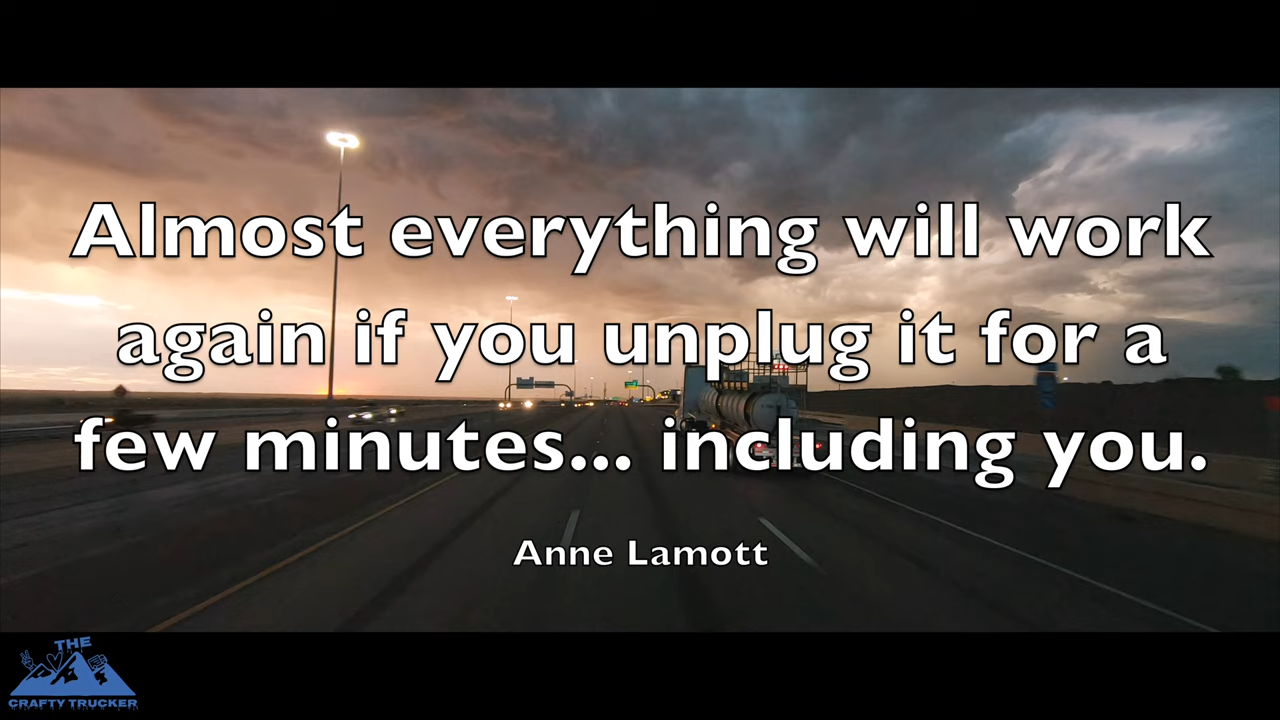 Almost everything will work
again if you unplug it for a
few minutes... including you.
Anne Lamott
THE
CRAFTY TRUCKER